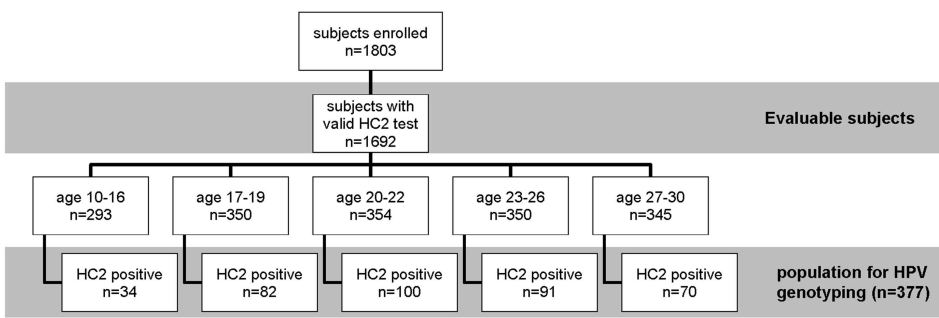 subjects enrolled
n=1803
subjects with
valid HC2 test
n=1692
Evaluable subjects
age 10-16
n=293
age 17-19
n=350
age 20-22
n=354
age 23-26
n=350
age 27-30
n=345
HC2 positive
n=34
HC2 positive
n=82
HC2 positive
n=100
HC2 positive
n=91
HC2 positive
n=70
population for HPV
genotyping (n=377)